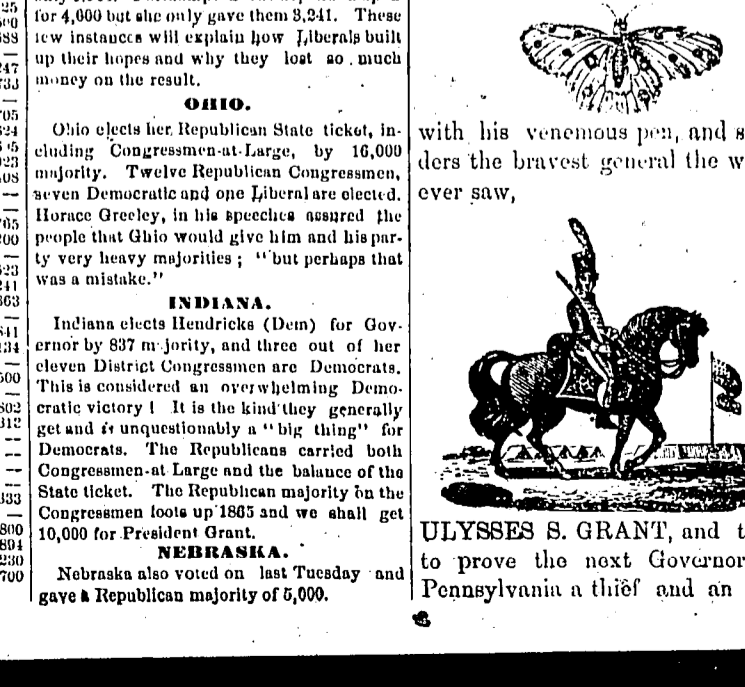 for 4,000 but she only gave them 3,241. These
few instances will explain how Liberals built
up their hopes and why they lost so much
money on the result.
OHIO.
Ohio elects her Republican State ticket, in-
cluding Congressmen-at-Large, by 16,000
majority. Twelve Republican Congressmen,
seven Democratic and one Liberal are elected.
Horace Greeley, in his speeches assured the
people that Ohio would give him and his par-
ty very heavy majorities ; "but perhaps that
was a mistake."
INDIANA.
Indiana elects Hendricks (Dem) for Gov-
ernor by 837 majority, and three out of her
eleven District Congressmen are Democrats.
This is considered an overwhelming Demo-
cratic victory ! It is the kind they generally
get and is unquestionably a "big thing" for
Democrats. The Republicans carried both
Congressmen-at Large and the balance of the
State ticket. The Republican majority on the
Congressmen foots up 1865 and we shall get
10,000 for President Grant.
NEBRASKA.
Nebraska also voted on last Tuesday and
gave a Republican majority of 5,000.
with his venemous pen, and s
ders the bravest general the w
ever saw,
ULYSSES S. GRANT, and t
to prove the next Governor
Pennsylvania a thief and an